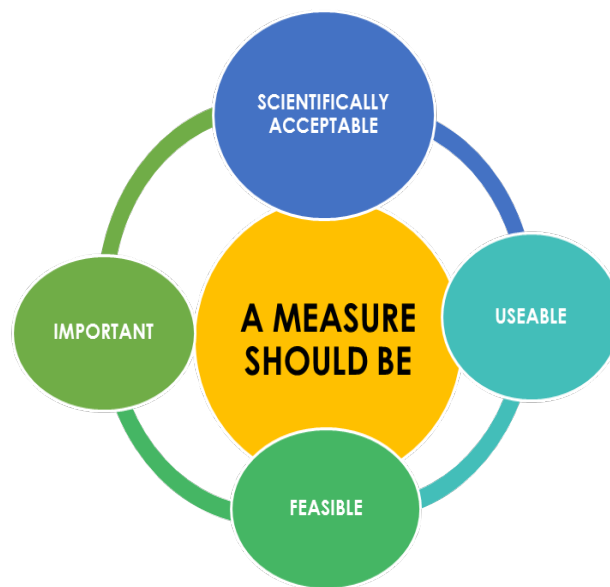 SCIENTIFICALLY
ACCEPTABLE
IMPORTANT
A MEASURE
SHOULD BE
USEABLE
FEASIBLE